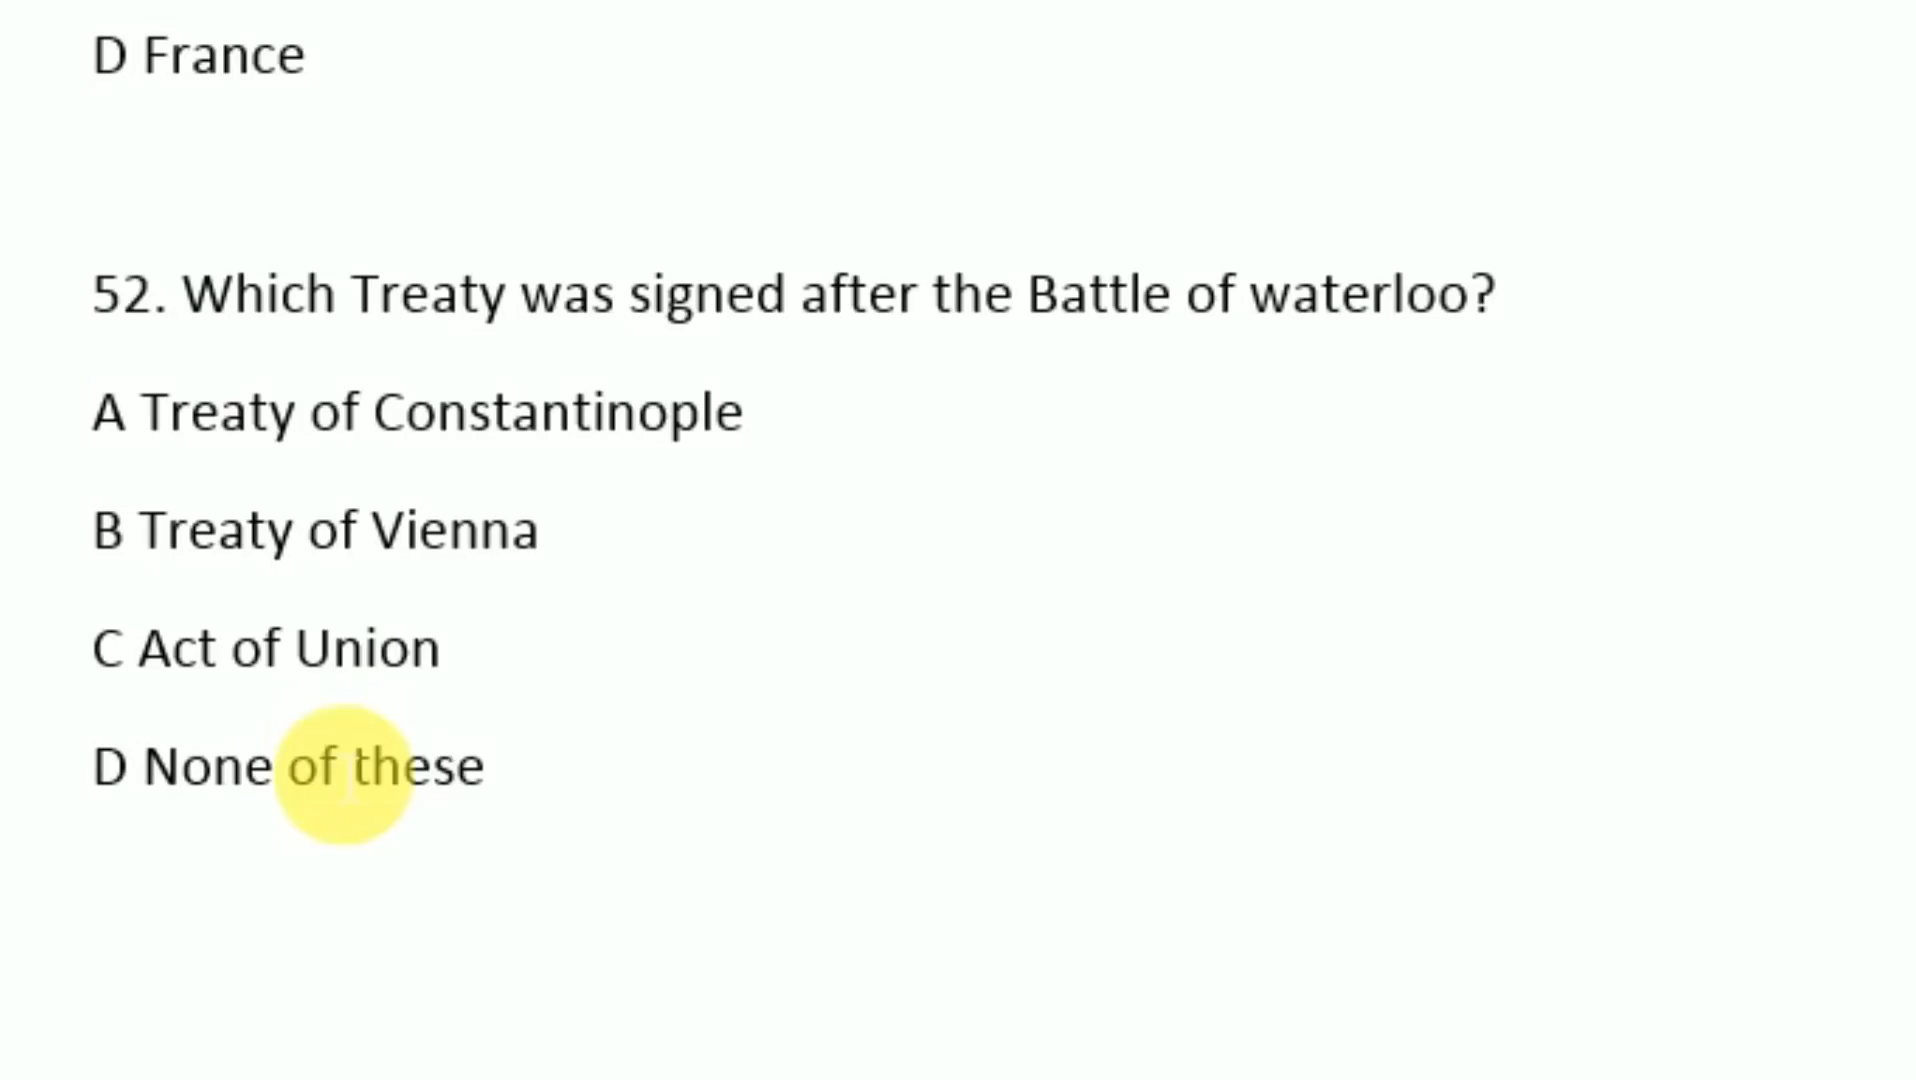 D France
52. Which Treaty was signed after the Battle of waterloo?
A Treaty of Constantinople
B Treaty of Vienna
C Act of Union
D None of these